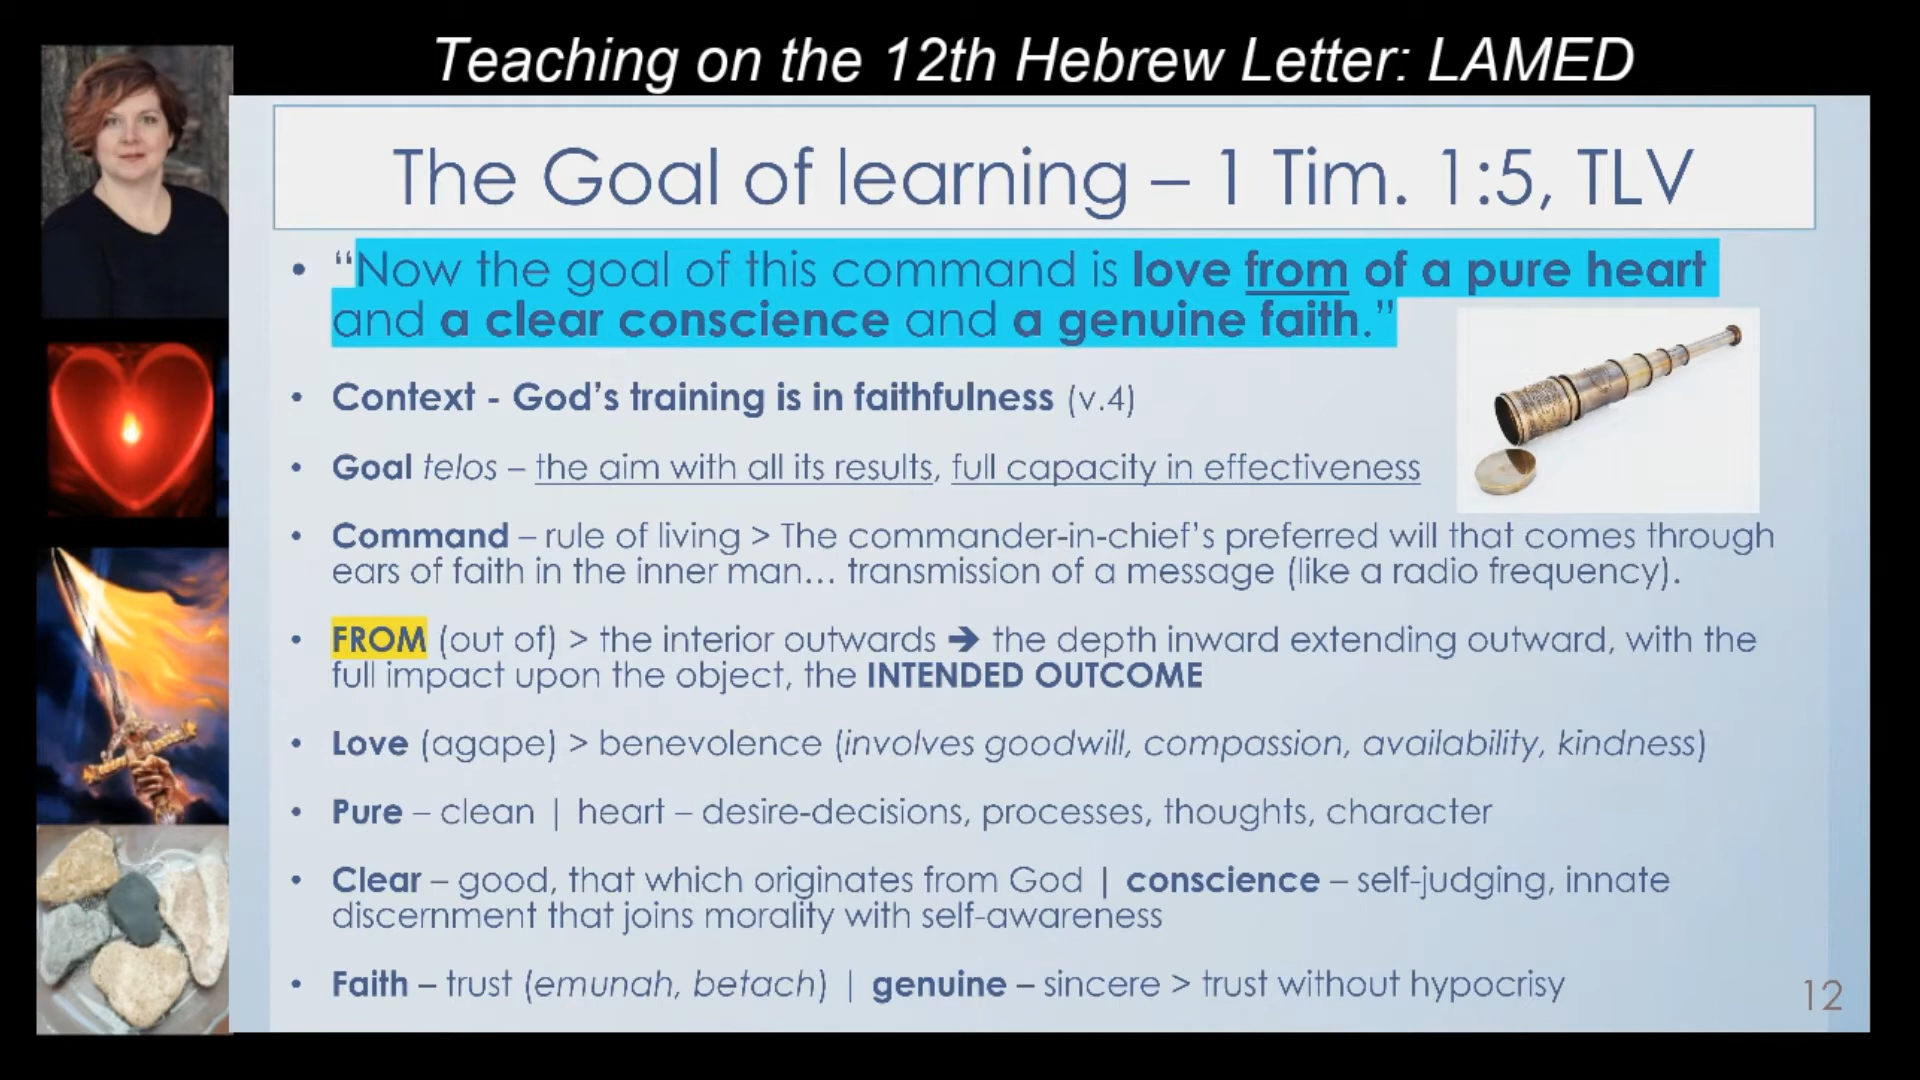 Teaching on the 12th Hebrew Letter: LAMED
The Goal of learning – 1 Tim. 1:5, TLV
• “Now the goal of this command is love from of a pure heart
and a clear conscience and a genuine faith.”
• Context - God’s training is in faithfulness (v.4)
• Goal telos – the aim with all its results, full capacity in effectiveness
• Command – rule of living > The commander-in-chief’s preferred will that comes through
ears of faith in the inner man… transmission of a message (like a radio frequency).
• FROM (out of) > the interior outwards ➔ the depth inward extending outward, with the
full impact upon the object, the INTENDED OUTCOME
• Love (agape) > benevolence (involves goodwill, compassion, availability, kindness)
• Pure – clean | heart – desire-decisions, processes, thoughts, character
• Clear – good, that which originates from God | conscience – self-judging, innate
discernment that joins morality with self-awareness
• Faith – trust (emunah, betach) | genuine – sincere > trust without hypocrisy
12